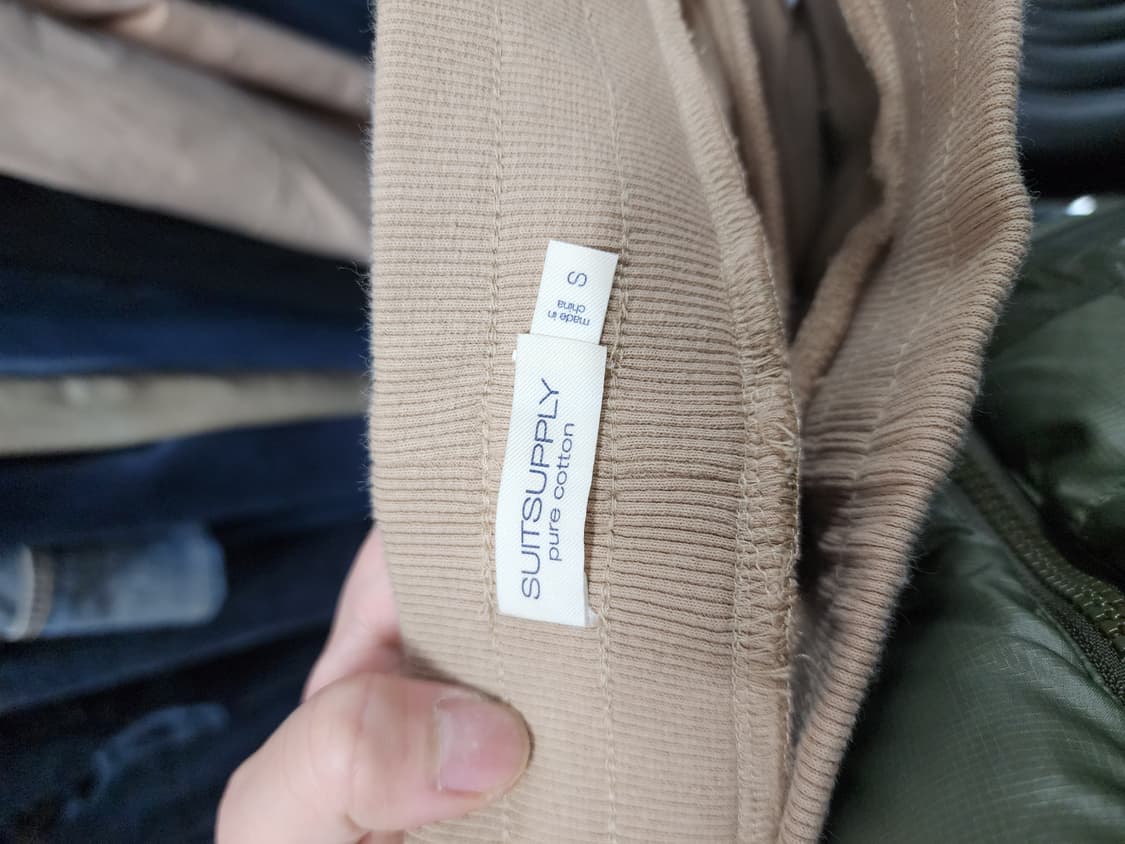 SUITSUPPLY
pure cotton
S
made in
china